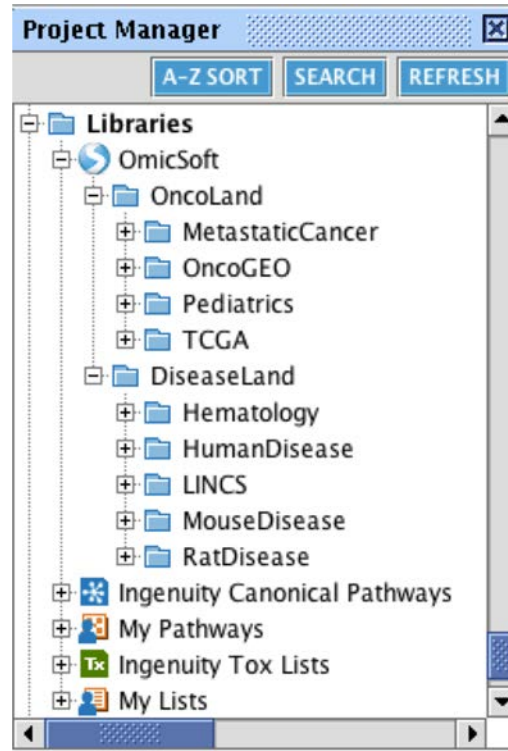 Project Manager
A-Z SORT SEARCH REFRESH
Libraries
OmicSoft
OncoLand
MetastaticCancer
OncoGEO
Pediatrics
TCGA
DiseaseLand
Hematology
HumanDisease
LINCS
MouseDisease
RatDisease
Ingenuity Canonical Pathways
My Pathways
Tx Ingenuity Tox Lists
My Lists